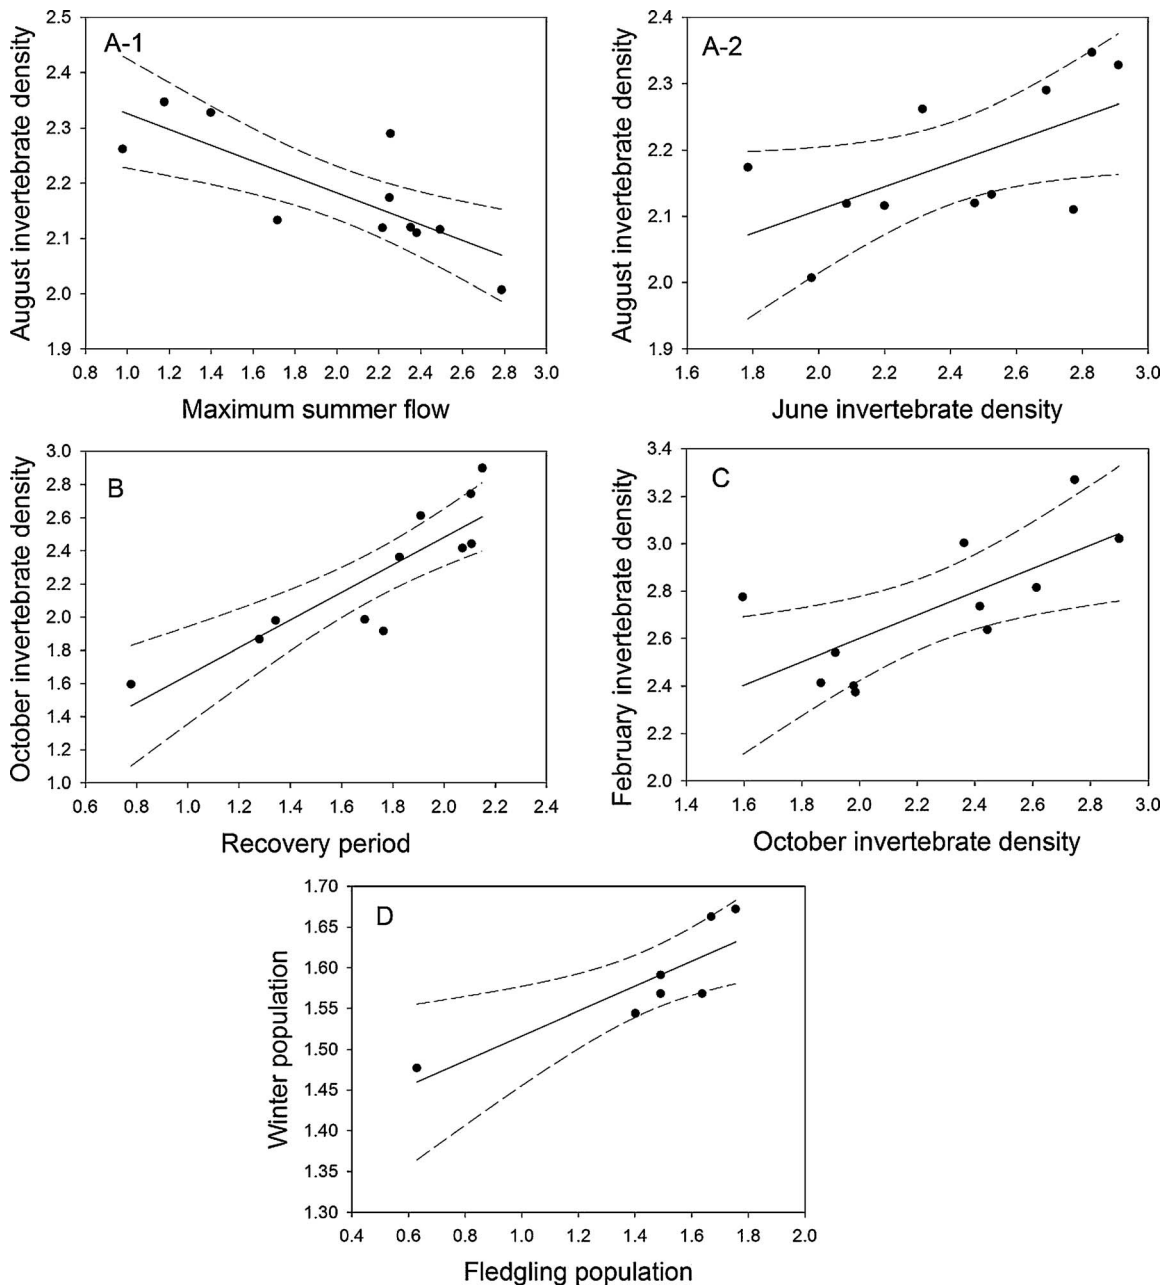 A-1
August invertebrate density
2.5
2.4
2.3
2.2
2.1
2.0
1.9
0.8 1.0 1.2 1.4 1.6 1.8 2.0 2.2 2.4 2.6 2.8 3.0
Maximum summer flow
A-2
August invertebrate density
2.4
2.3
2.2
2.1
2.0
1.9
1.6 1.8 2.0 2.2 2.4 2.6 2.8 3.0
June invertebrate density
B
October invertebrate density
3.0
2.8
2.6
2.4
2.2
2.0
1.8
1.6
1.4
1.2
1.0
0.6 0.8 1.0 1.2 1.4 1.6 1.8 2.0 2.2 2.4
Recovery period
C
February invertebrate density
3.4
3.2
3.0
2.8
2.6
2.4
2.2
2.0
1.4 1.6 1.8 2.0 2.2 2.4 2.6 2.8 3.0
October invertebrate density
D
Winter population
1.70
1.65
1.60
1.55
1.50
1.45
1.40
1.35
1.30
0.4 0.6 0.8 1.0 1.2 1.4 1.6 1.8 2.0
Fledgling population